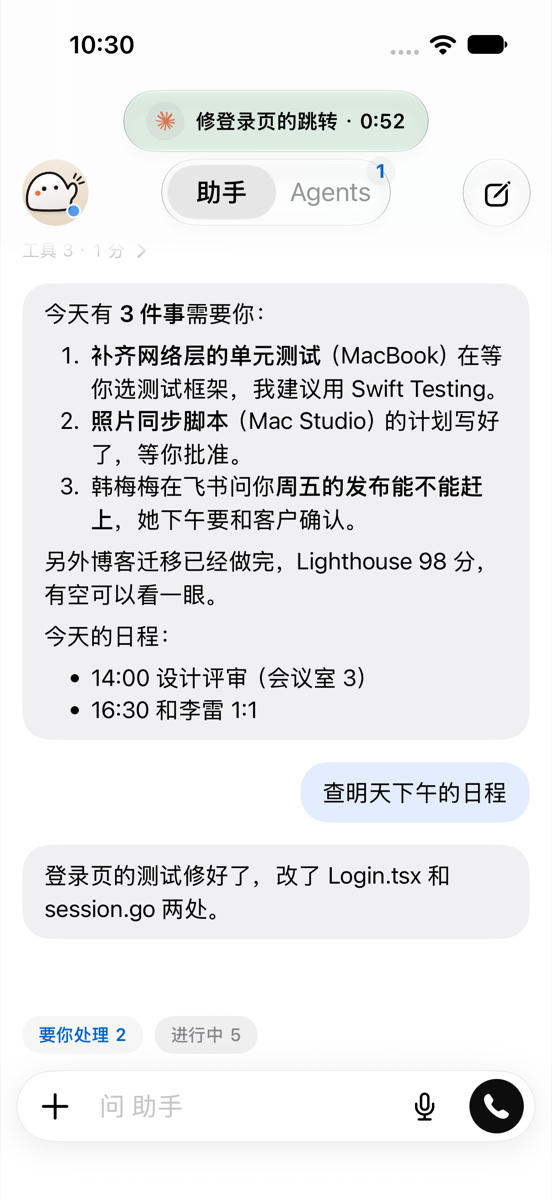 10:30
修登录页的跳转 · 0:52
助手
Agents
1
工具 3 · 1 分
今天有 3 件事需要你：
1. 补齐网络层的单元测试（MacBook）在等
你选测试框架，我建议用 Swift Testing。
2. 照片同步脚本（Mac Studio）的计划写好
了，等你批准。
3. 韩梅梅在飞书问你周五的发布能不能赶
上，她下午要和客户确认。
另外博客迁移已经做完，Lighthouse 98 分，
有空可以看一眼。
今天的日程：
• 14:00 设计评审（会议室 3）
• 16:30 和李雷 1:1
查明天下午的日程
登录页的测试修好了，改了 Login.tsx 和
session.go 两处。
要你处理 2
进行中 5
问 助手